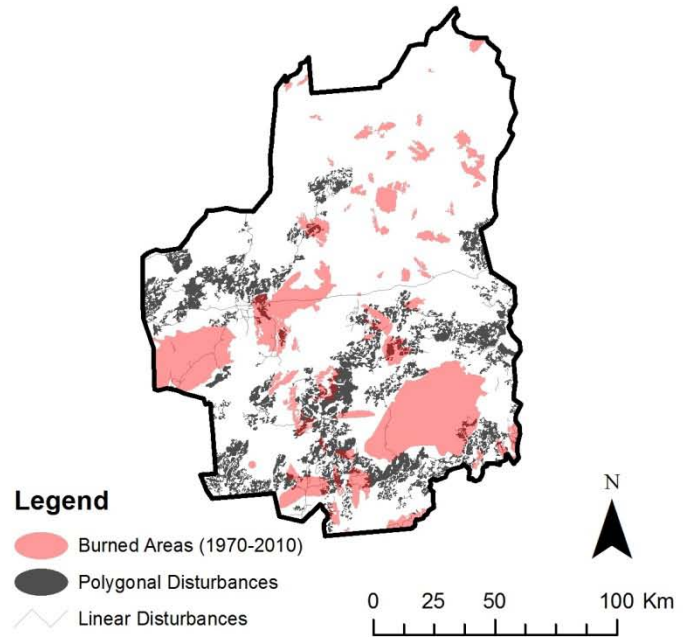 N
Legend
Burned Areas (1970-2010)
Polygonal Disturbances
Linear Disturbances
0 25 50 100 Km